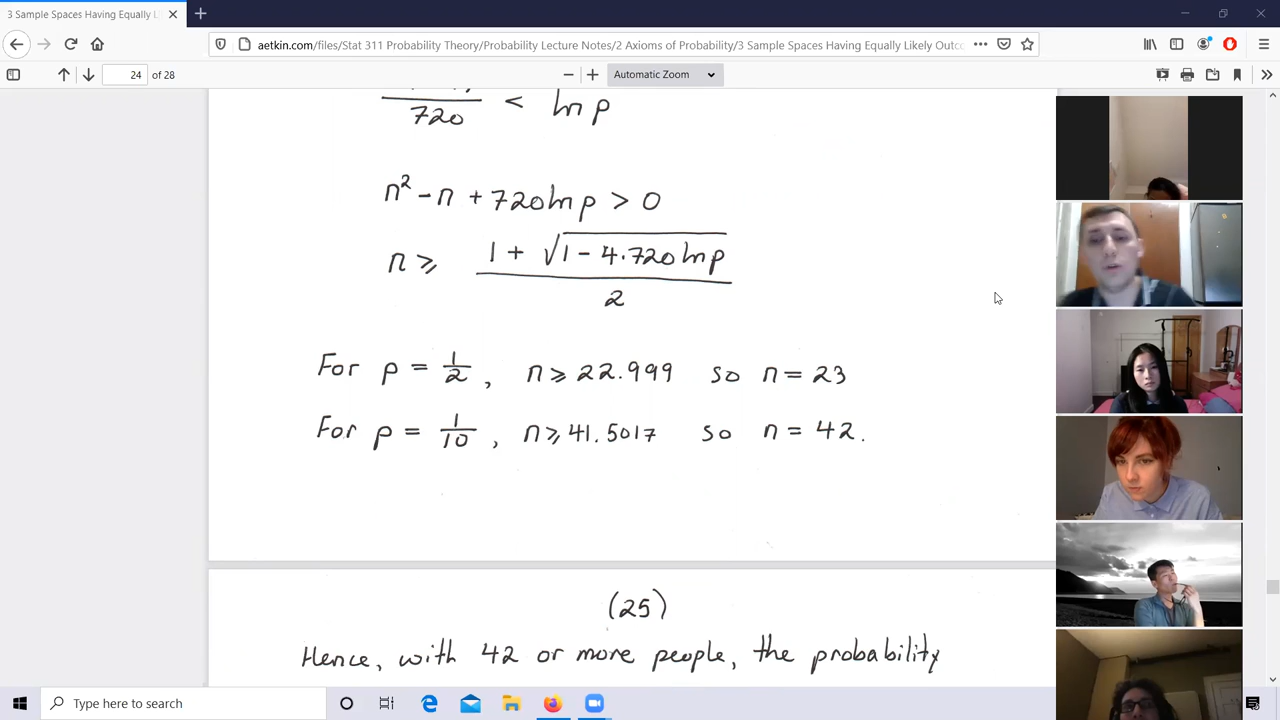 3 Sample Spaces Having Equally Li
aetkin.com/files/Stat 311 Probability Theory/Probability Lecture Notes/2 Axioms of Probability/3 Sample Spaces Having Equally Likely Outco
24 of 28 Automatic Zoom
720 < ln p
n² - n + 720 ln p > 0
n ≥ 1 + √1 - 4.720 ln p
2
For p = 1/2, n ≥ 22.999 so n = 23
For p = 1/10, n ≥ 41.5017 so n = 42.
(25)
Hence, with 42 or more people, the probability
Type here to search